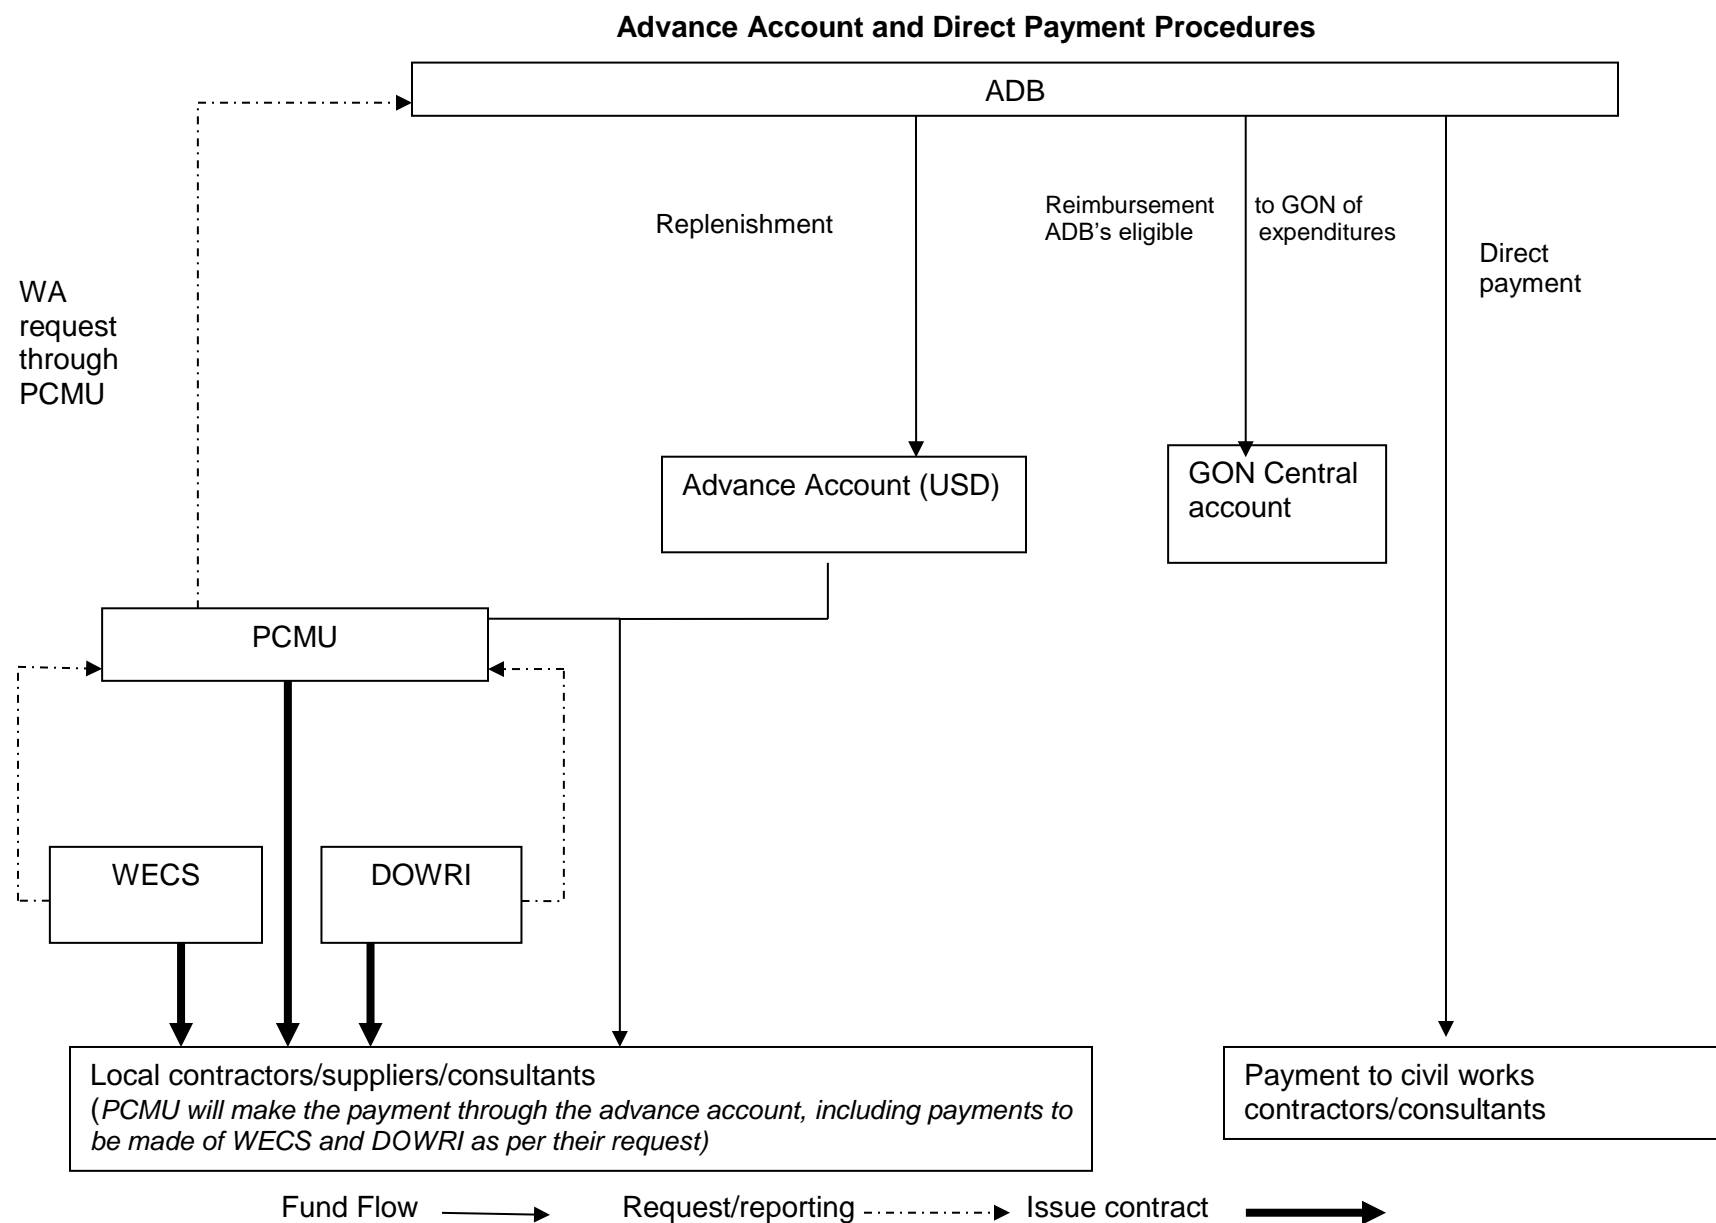 Advance Account and Direct Payment Procedures
ADB
Replenishment
Reimbursement to GON of
ADB's eligible expenditures
Direct
payment
WA
request
through
PCMU
Advance Account (USD)
GON Central
account
PCMU
WECS
DOWRI
Local contractors/suppliers/consultants
(PCMU will make the payment through the advance account, including payments to
be made of WECS and DOWRI as per their request)
Payment to civil works
contractors/consultants
Fund Flow
Request/reporting
Issue contract